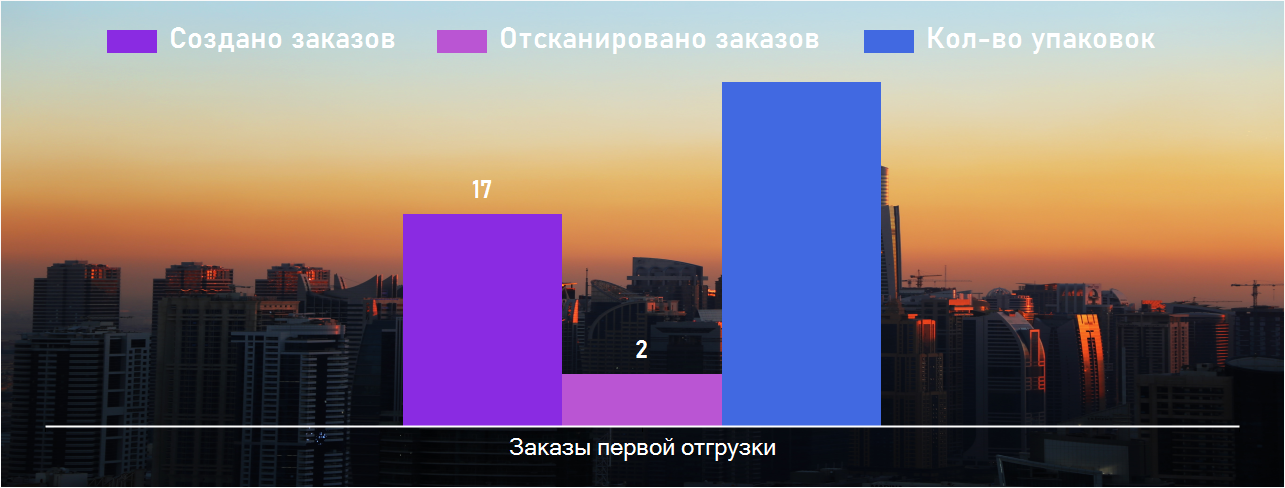 Создано заказов Отсканировано заказов Кол-во упаковок
17
2
Заказы первой отгрузки